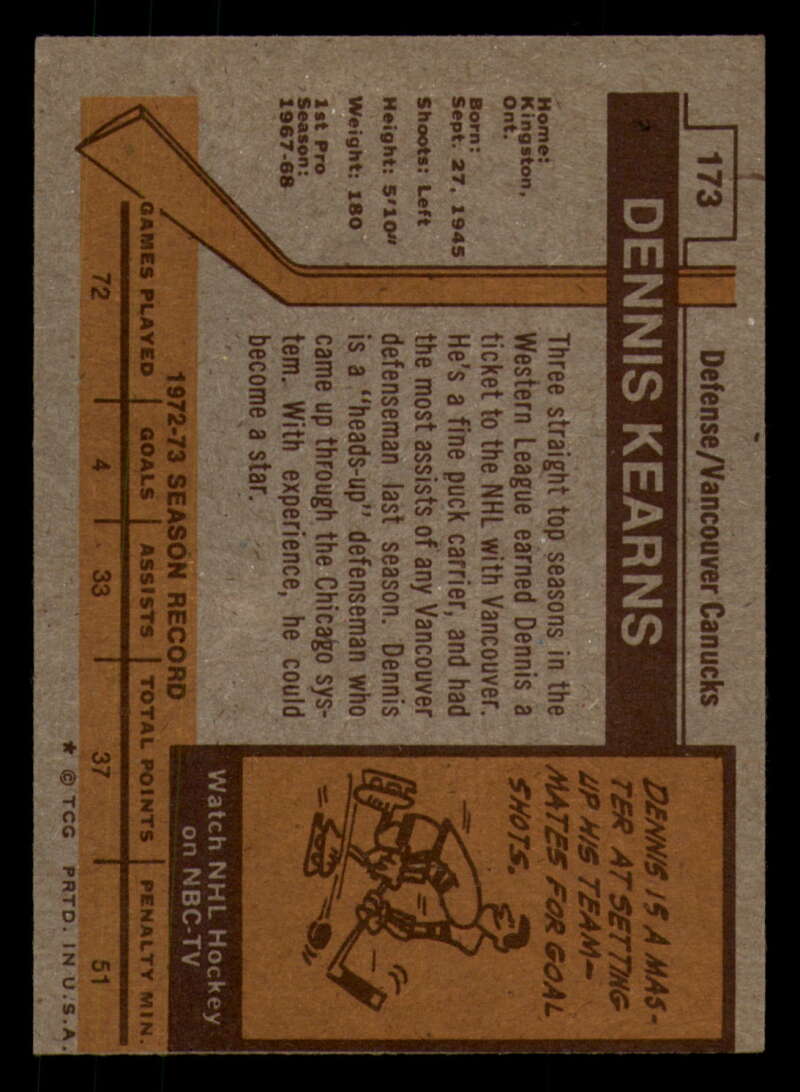 173
Defense/Vancouver Canucks
DENNIS KEARNS
Home:
Kingston,
Ont.
Born:
Sept. 27, 1945
Shoots: Left
Height: 5'10"
Weight: 180
1st Pro
Season:
1967-68
Three straight top seasons in the
Western League earned Dennis a
ticket to the NHL with Vancouver.
He's a fine puck carrier, and had
the most assists of any Vancouver
defenseman last season. Dennis
is a "heads-up" defenseman who
came up through the Chicago sys-
tem. With experience, he could
become a star.
DENNIS IS A MAS-
TER AT SETTING
UP HIS TEAM-
MATES FOR GOAL
SHOTS.
Watch NHL Hockey
on NBC-TV
1972-73 SEASON RECORD
GAMES PLAYED GOALS ASSISTS TOTAL POINTS PENALTY MIN.
72 4 33 37 51
* © TCG PRTD. IN U.S.A.